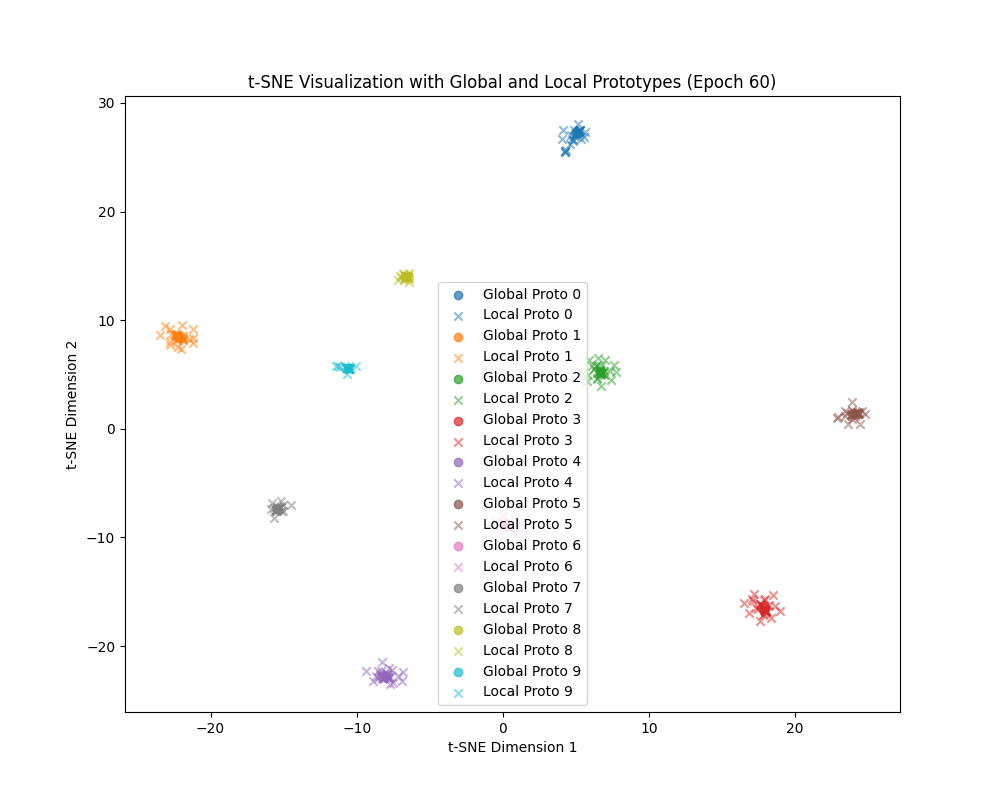 t-SNE Visualization with Global and Local Prototypes (Epoch 60)
30
20
10
0
−10
−20
t-SNE Dimension 2
Global Proto 0
Local Proto 0
Global Proto 1
Local Proto 1
Global Proto 2
Local Proto 2
Global Proto 3
Local Proto 3
Global Proto 4
Local Proto 4
Global Proto 5
Local Proto 5
Global Proto 6
Local Proto 6
Global Proto 7
Local Proto 7
Global Proto 8
Local Proto 8
Global Proto 9
Local Proto 9
−20 −10 0 10 20
t-SNE Dimension 1